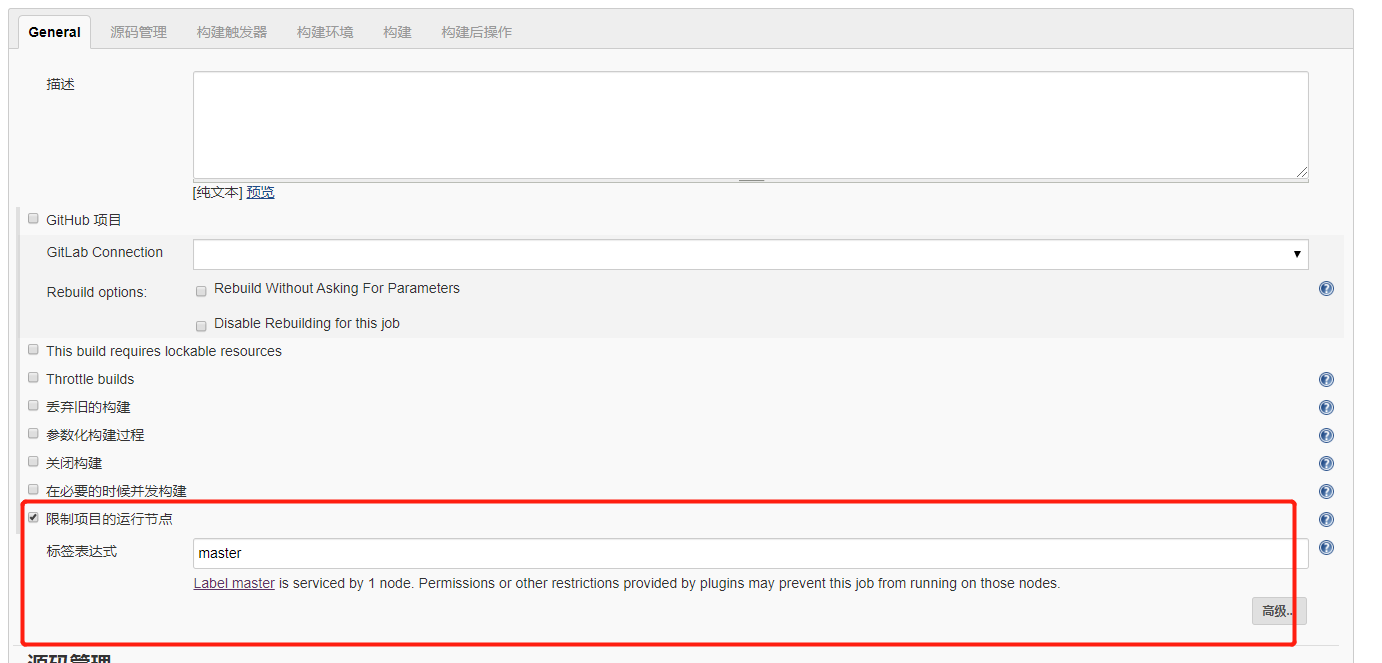 General 源码管理 构建触发器 构建环境 构建 构建后操作
描述
[纯文本] 预览
GitHub 项目
GitLab Connection
Rebuild options: Rebuild Without Asking For Parameters
Disable Rebuilding for this job
This build requires lockable resources
Throttle builds
丢弃旧的构建
参数化构建过程
关闭构建
在必要的时候并发构建
限制项目的运行节点
标签表达式 master
Label master is serviced by 1 node. Permissions or other restrictions provided by plugins may prevent this job from running on those nodes.
高级...
源码管理